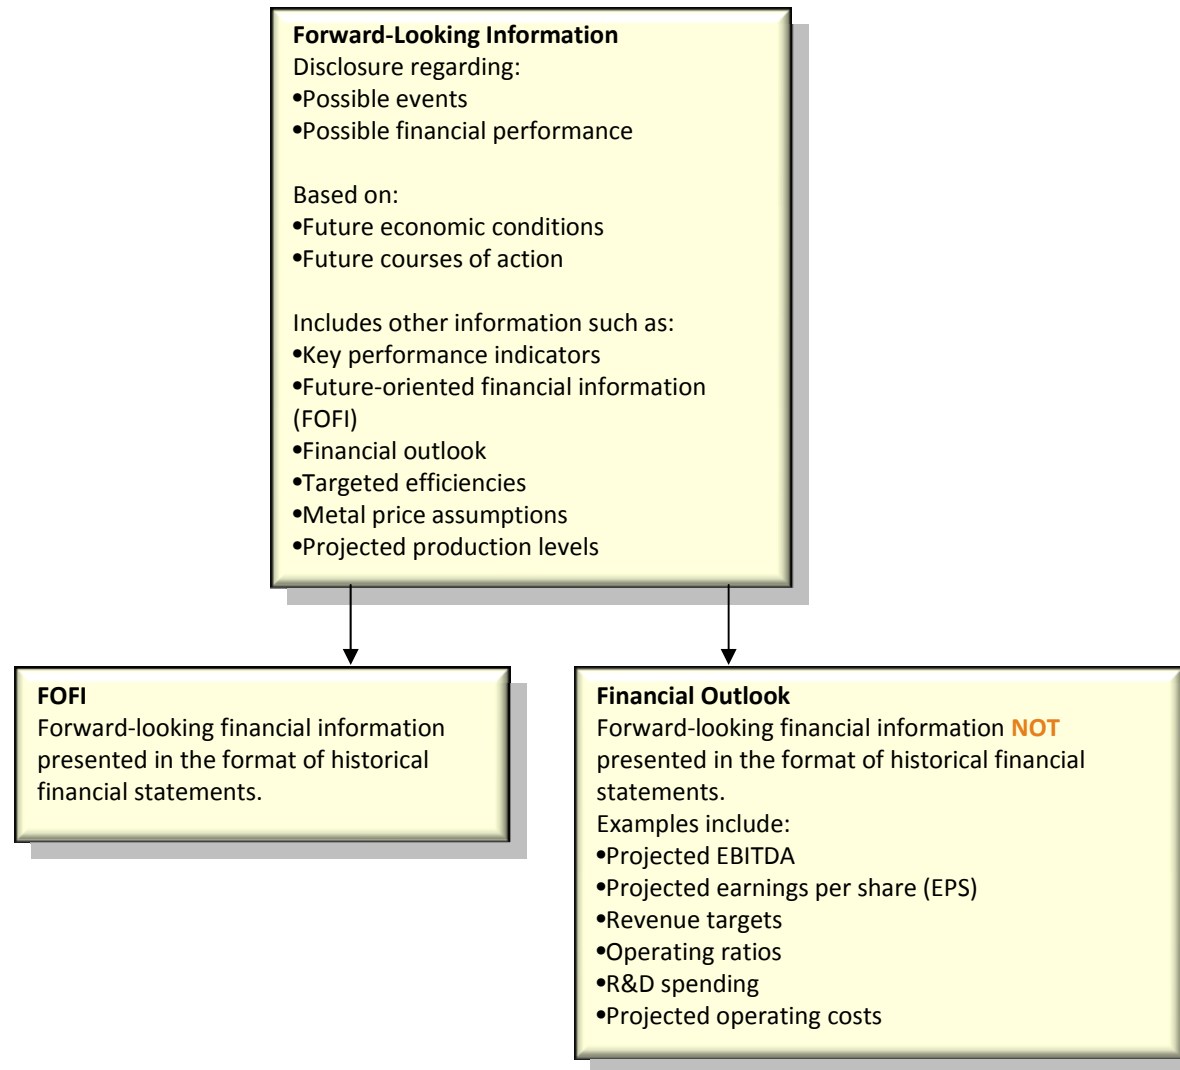 Forward-Looking Information
Disclosure regarding:
•Possible events
•Possible financial performance
Based on:
•Future economic conditions
•Future courses of action
Includes other information such as:
•Key performance indicators
•Future-oriented financial information
(FOFI)
•Financial outlook
•Targeted efficiencies
•Metal price assumptions
•Projected production levels
FOFI
Forward-looking financial information
presented in the format of historical
financial statements.
Financial Outlook
Forward-looking financial information NOT
presented in the format of historical financial
statements.
Examples include:
•Projected EBITDA
•Projected earnings per share (EPS)
•Revenue targets
•Operating ratios
•R&D spending
•Projected operating costs